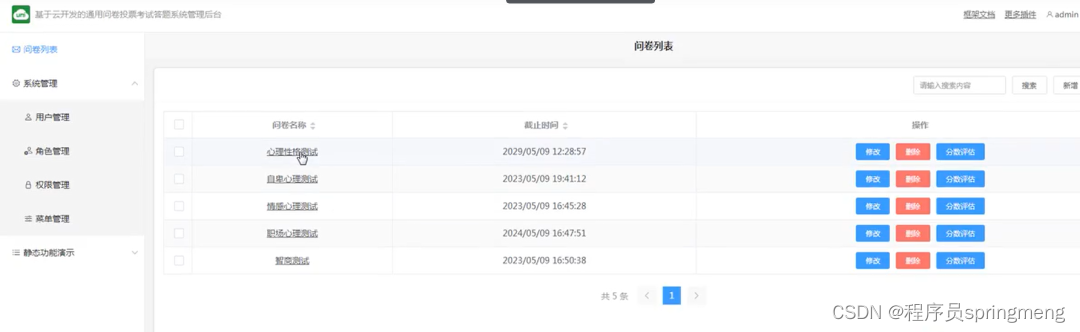 uni
基于云开发的通用问卷投票考试答题系统管理后台
框架文档 更多插件 admin
问卷列表
问卷列表
系统管理
用户管理
角色管理
权限管理
菜单管理
静态功能演示
请输入搜索内容 搜索 新增
问卷名称 截止时间 操作
心理性格测试 2029/05/09 12:28:57 修改 删除 分数评估
自卑心理测试 2023/05/09 19:41:12 修改 删除 分数评估
情感心理测试 2023/05/09 16:45:28 修改 删除 分数评估
职场心理测试 2024/05/09 16:47:51 修改 删除 分数评估
智商测试 2023/05/09 16:50:38 修改 删除 分数评估
共 5 条 1
CSDN @程序员springmeng